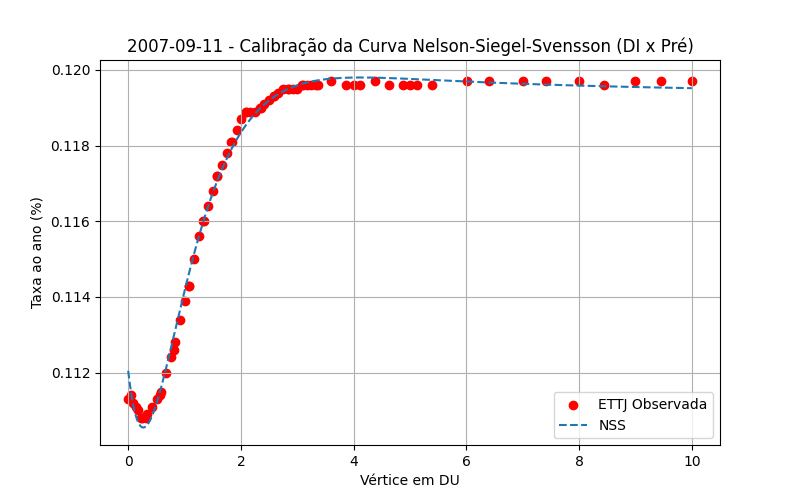 2007-09-11 - Calibração da Curva Nelson-Siegel-Svensson (DI x Pré)
Taxa ao ano (%)
0.120
0.118
0.116
0.114
0.112
0
2
4
6
8
10
Vértice em DU
ETTJ Observada
NSS